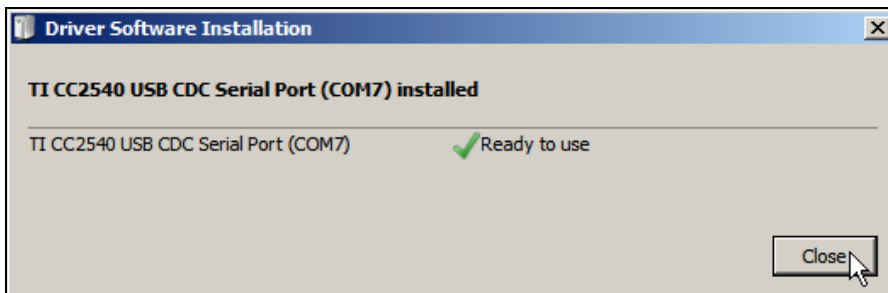 Driver Software Installation
TI CC2540 USB CDC Serial Port (COM7) installed
TI CC2540 USB CDC Serial Port (COM7) Ready to use
Close